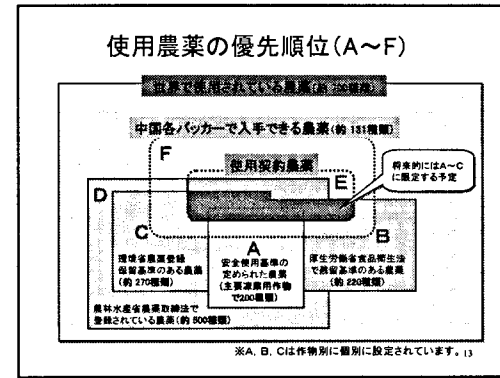 使用農薬の優先順位(A～F)
世界で使用されている農薬(約700種類)
中国各パッカーで入手できる農薬(約131種類)
F
使用契約農薬
E
将来的にはA～C
に限定する予定
D
C
A
B
環境省農薬登録
保留基準のある農薬
(約270種類)
安全使用基準の
定められた農薬
(主要凍菜用作物
で200種類)
厚生労働省食品衛生法
で残留基準のある農薬
(約220種類)
農林水産省農薬取締法で
登録されている農薬(約500種類)
※A, B, Cは作物別に個別に設定されています。
13